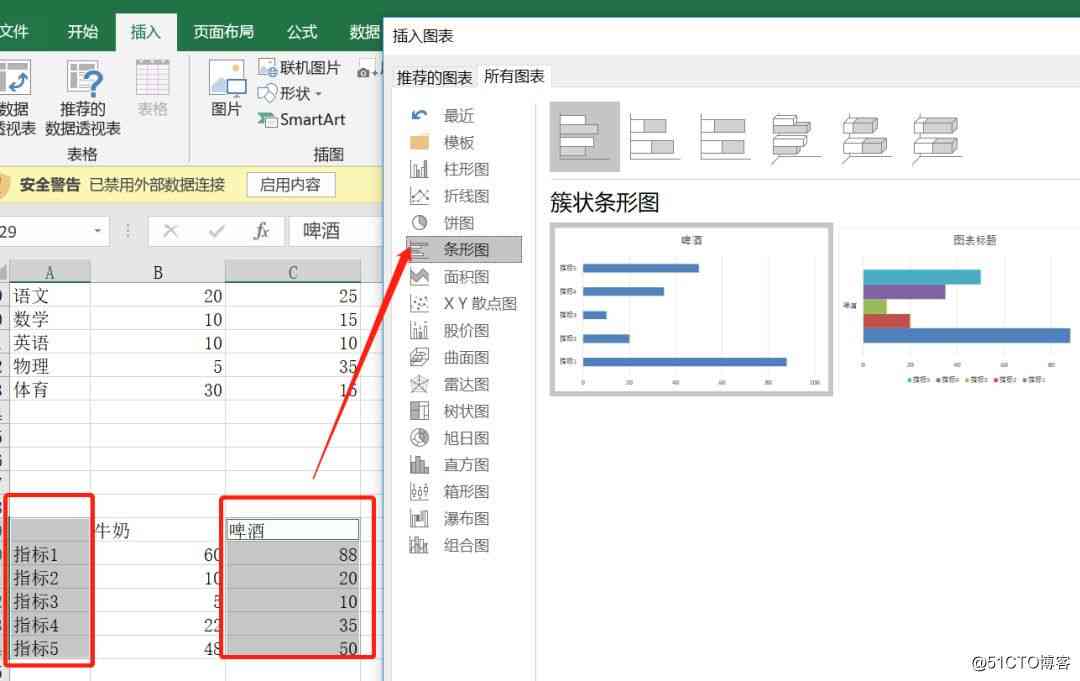 文件 开始 插入 页面布局 公式 数据
数据
透视表
推荐的
数据透视表
表格
表格
图片
联机图片
形状
SmartArt
插图
安全警告 已禁用外部数据连接 启用内容
29 fx 啤酒
A B C
语文 20 25
数学 10 15
英语 10 10
物理 5 35
体育 30 15
牛奶 啤酒
指标1 60 88
指标2 10 20
指标3 5 10
指标4 22 35
指标5 48 50
插入图表
推荐的图表 所有图表
最近
模板
柱形图
折线图
饼图
条形图
面积图
X Y 散点图
股价图
曲面图
雷达图
树状图
旭日图
直方图
箱形图
瀑布图
组合图
簇状条形图
啤酒
指标5
指标4
指标3
指标2
指标1
0 20 40 60 80 100
图表标题
啤酒
0 20 40 60 80
指标5 指标4 指标3 指标2 指标1
@51CTO博客